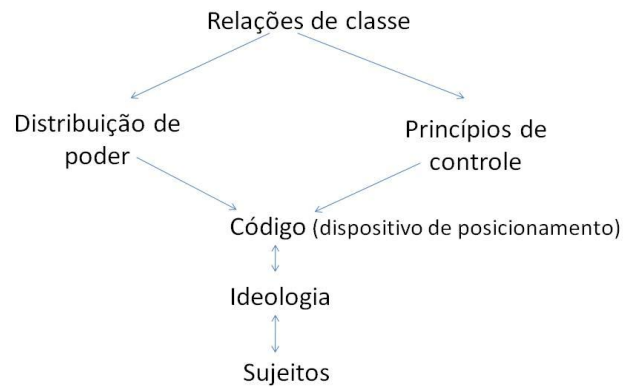 Relações de classe
Distribuição de
poder
Princípios de
controle
Código (dispositivo de posicionamento)
Ideologia
Sujeitos